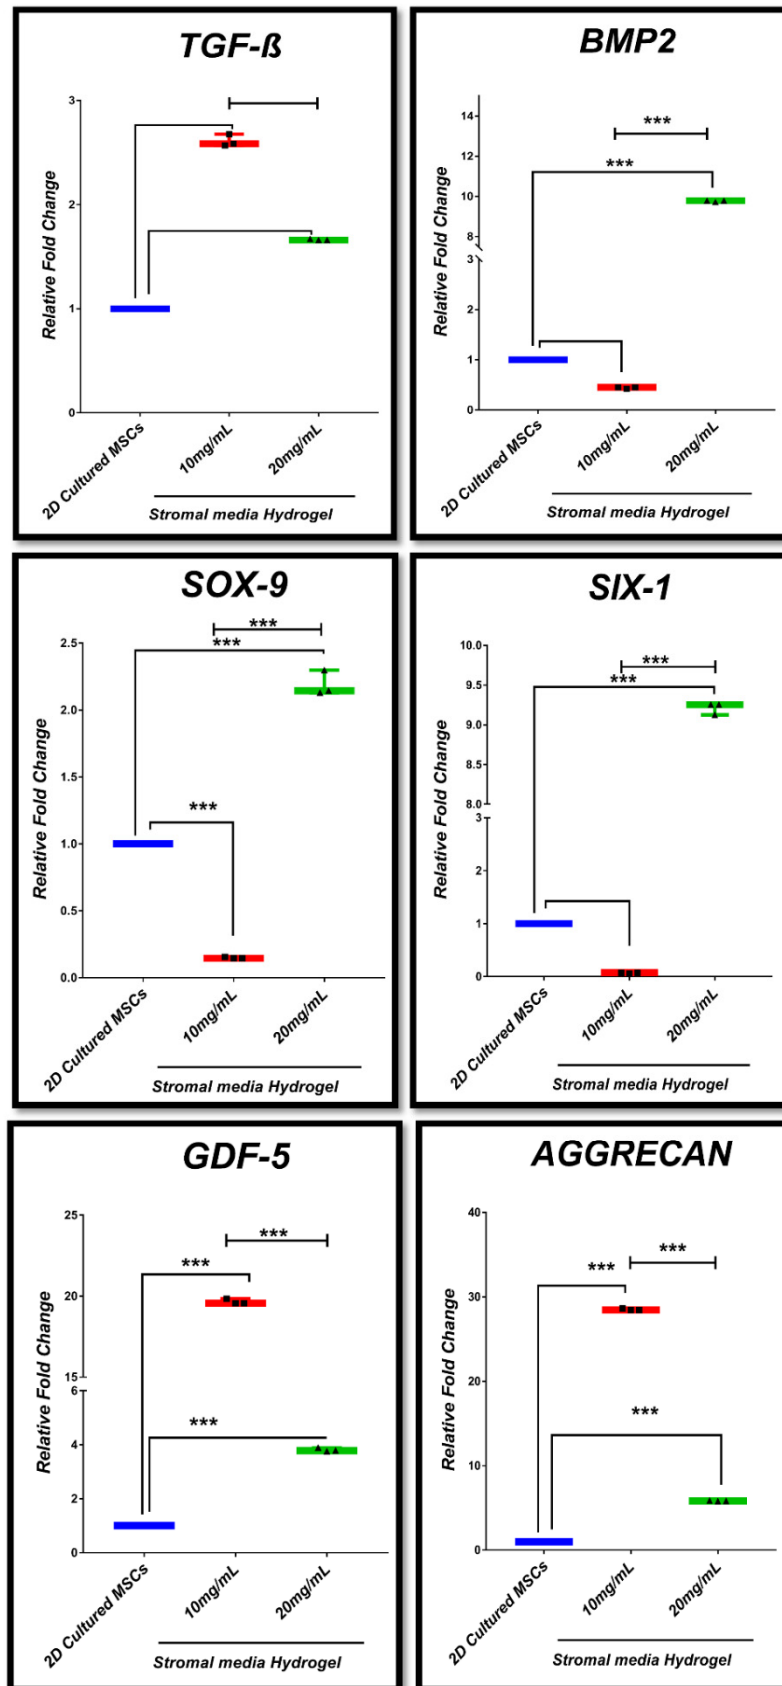 TGF-ß
Relative Fold Change
3
2
1
0
2D Cultured MSCs
10mg/mL
20mg/mL
Stromal media Hydrogel
BMP2
Relative Fold Change
14
12
10
8
3
2
1
0
***
***
2D Cultured MSCs
10mg/mL
20mg/mL
Stromal media Hydrogel
SOX-9
Relative Fold Change
2.5
2.0
1.5
1.0
0.5
0.0
***
***
***
2D Cultured MSCs
10mg/mL
20mg/mL
Stromal media Hydrogel
SIX-1
Relative Fold Change
10.0
9.5
9.0
8.5
8.0
3
2
1
0
***
***
2D Cultured MSCs
10mg/mL
20mg/mL
Stromal media Hydrogel
GDF-5
Relative Fold Change
25
20
15
6
4
2
0
***
***
***
2D Cultured MSCs
10mg/mL
20mg/mL
Stromal media Hydrogel
AGGRECAN
Relative Fold Change
40
30
20
10
0
***
***
***
2D Cultured MSCs
10mg/mL
20mg/mL
Stromal media Hydrogel